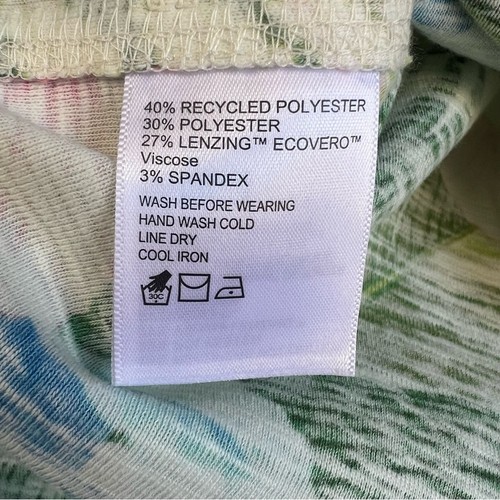 40% RECYCLED POLYESTER
30% POLYESTER
27% LENZING™ ECOVERO™
Viscose
3% SPANDEX
WASH BEFORE WEARING
HAND WASH COLD
LINE DRY
COOL IRON
30C